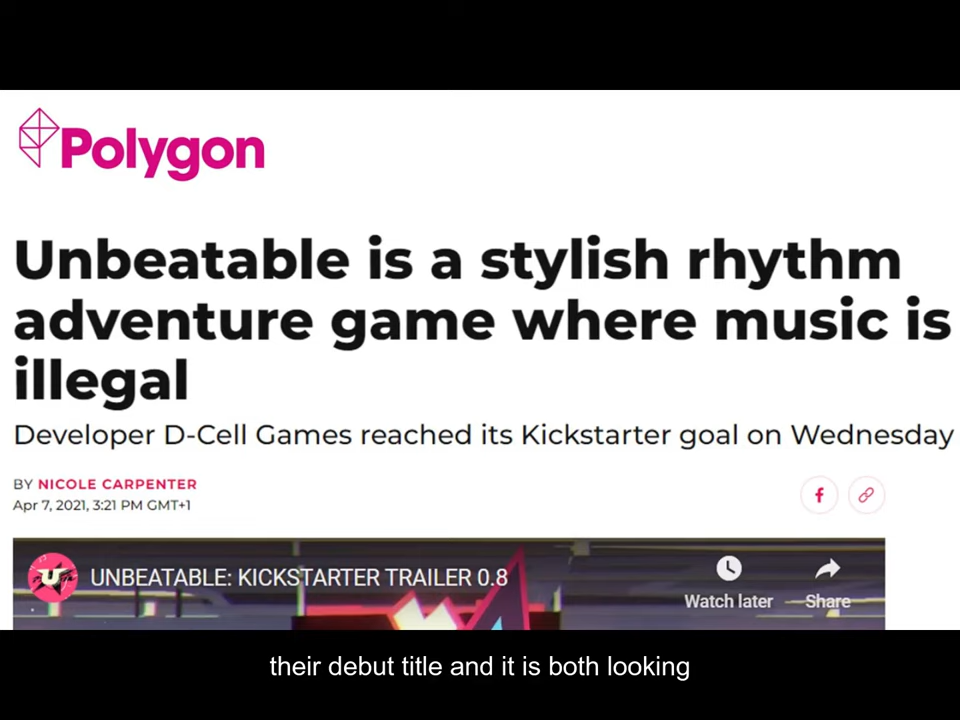 Polygon
Unbeatable is a stylish rhythm
adventure game where music is
illegal
Developer D-Cell Games reached its Kickstarter goal on Wednesday
BY NICOLE CARPENTER
Apr 7, 2021, 3:21 PM GMT+1
UNBEATABLE: KICKSTARTER TRAILER 0.8
Watch later
Share
their debut title and it is both looking